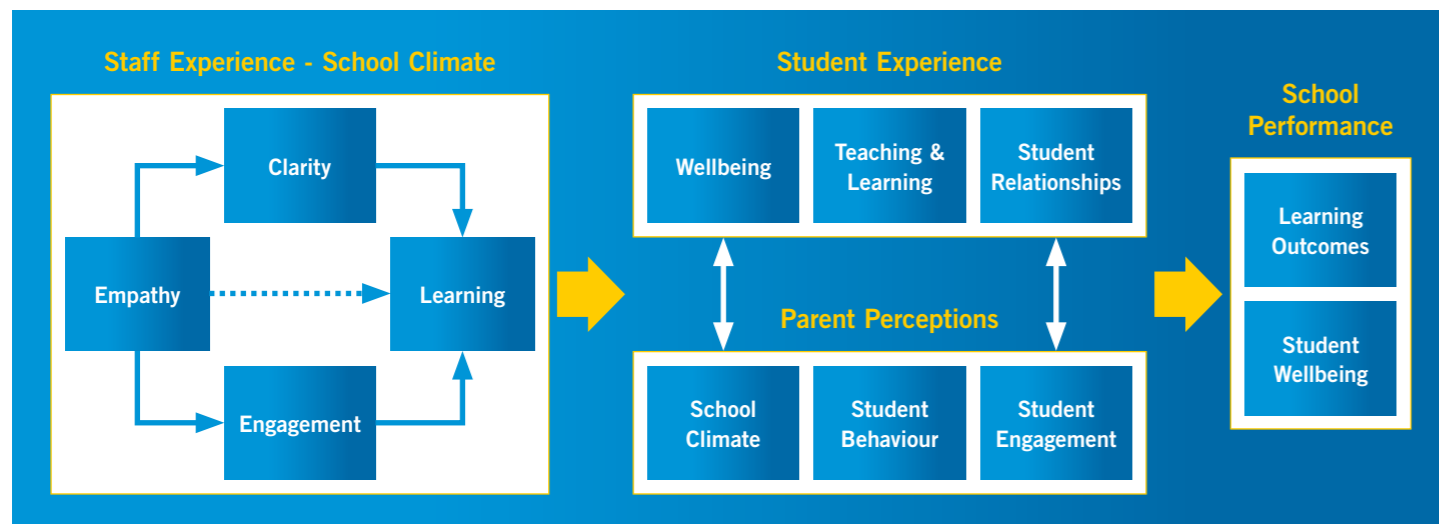 Staff Experience - School Climate
Clarity
Empathy
Learning
Engagement
Student Experience
Wellbeing
Teaching &
Learning
Student
Relationships
Parent Perceptions
School
Climate
Student
Behaviour
Student
Engagement
School
Performance
Learning
Outcomes
Student
Wellbeing